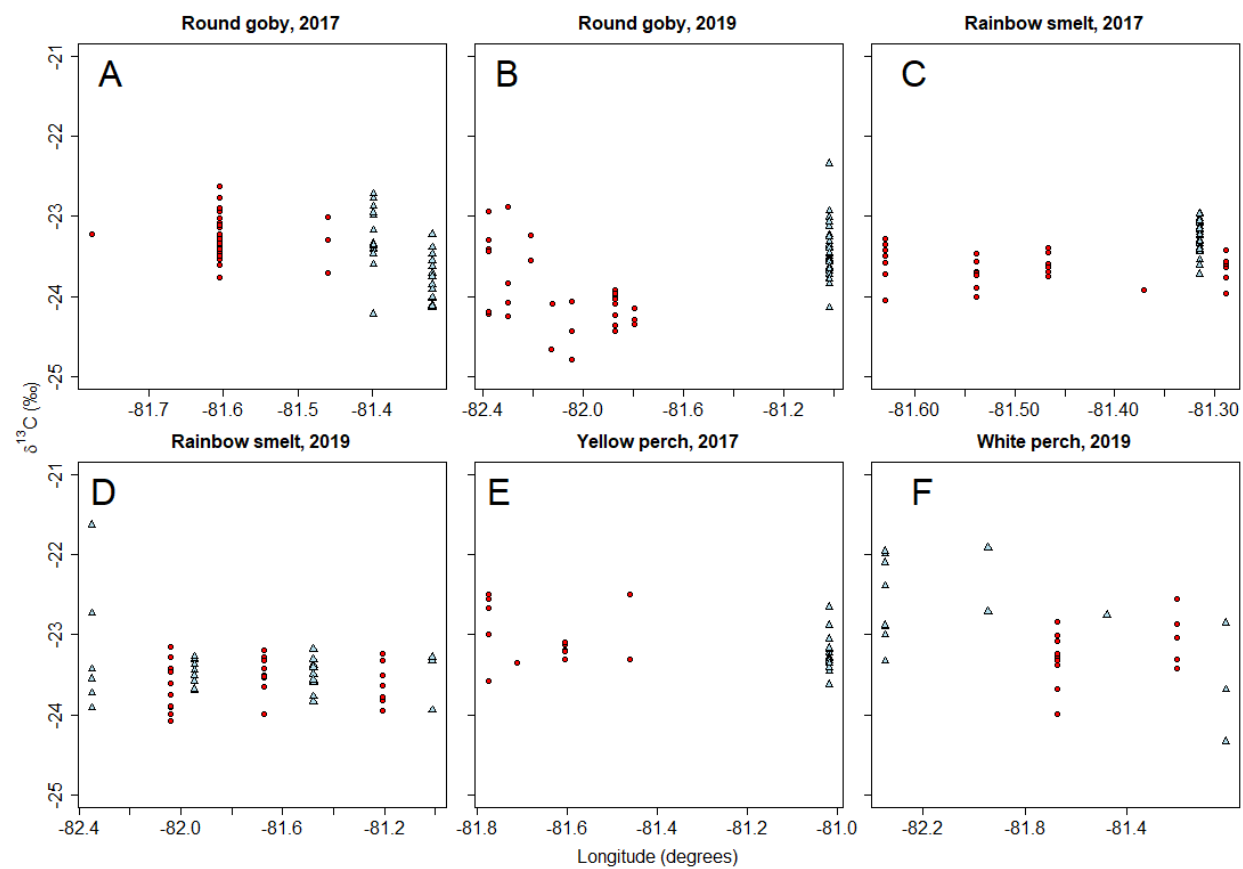 Round goby, 2017
Round goby, 2019
Rainbow smelt, 2017
A
B
C
-21
-22
-23
-24
-25
-81.7
-81.6
-81.5
-81.4
-82.4
-82.0
-81.6
-81.2
-81.60
-81.50
-81.40
-81.30
δ¹³C (‰)
Rainbow smelt, 2019
Yellow perch, 2017
White perch, 2019
D
E
F
-21
-22
-23
-24
-25
-82.4
-82.0
-81.6
-81.2
-81.8
-81.6
-81.4
-81.2
-81.0
-82.2
-81.8
-81.4
Longitude (degrees)